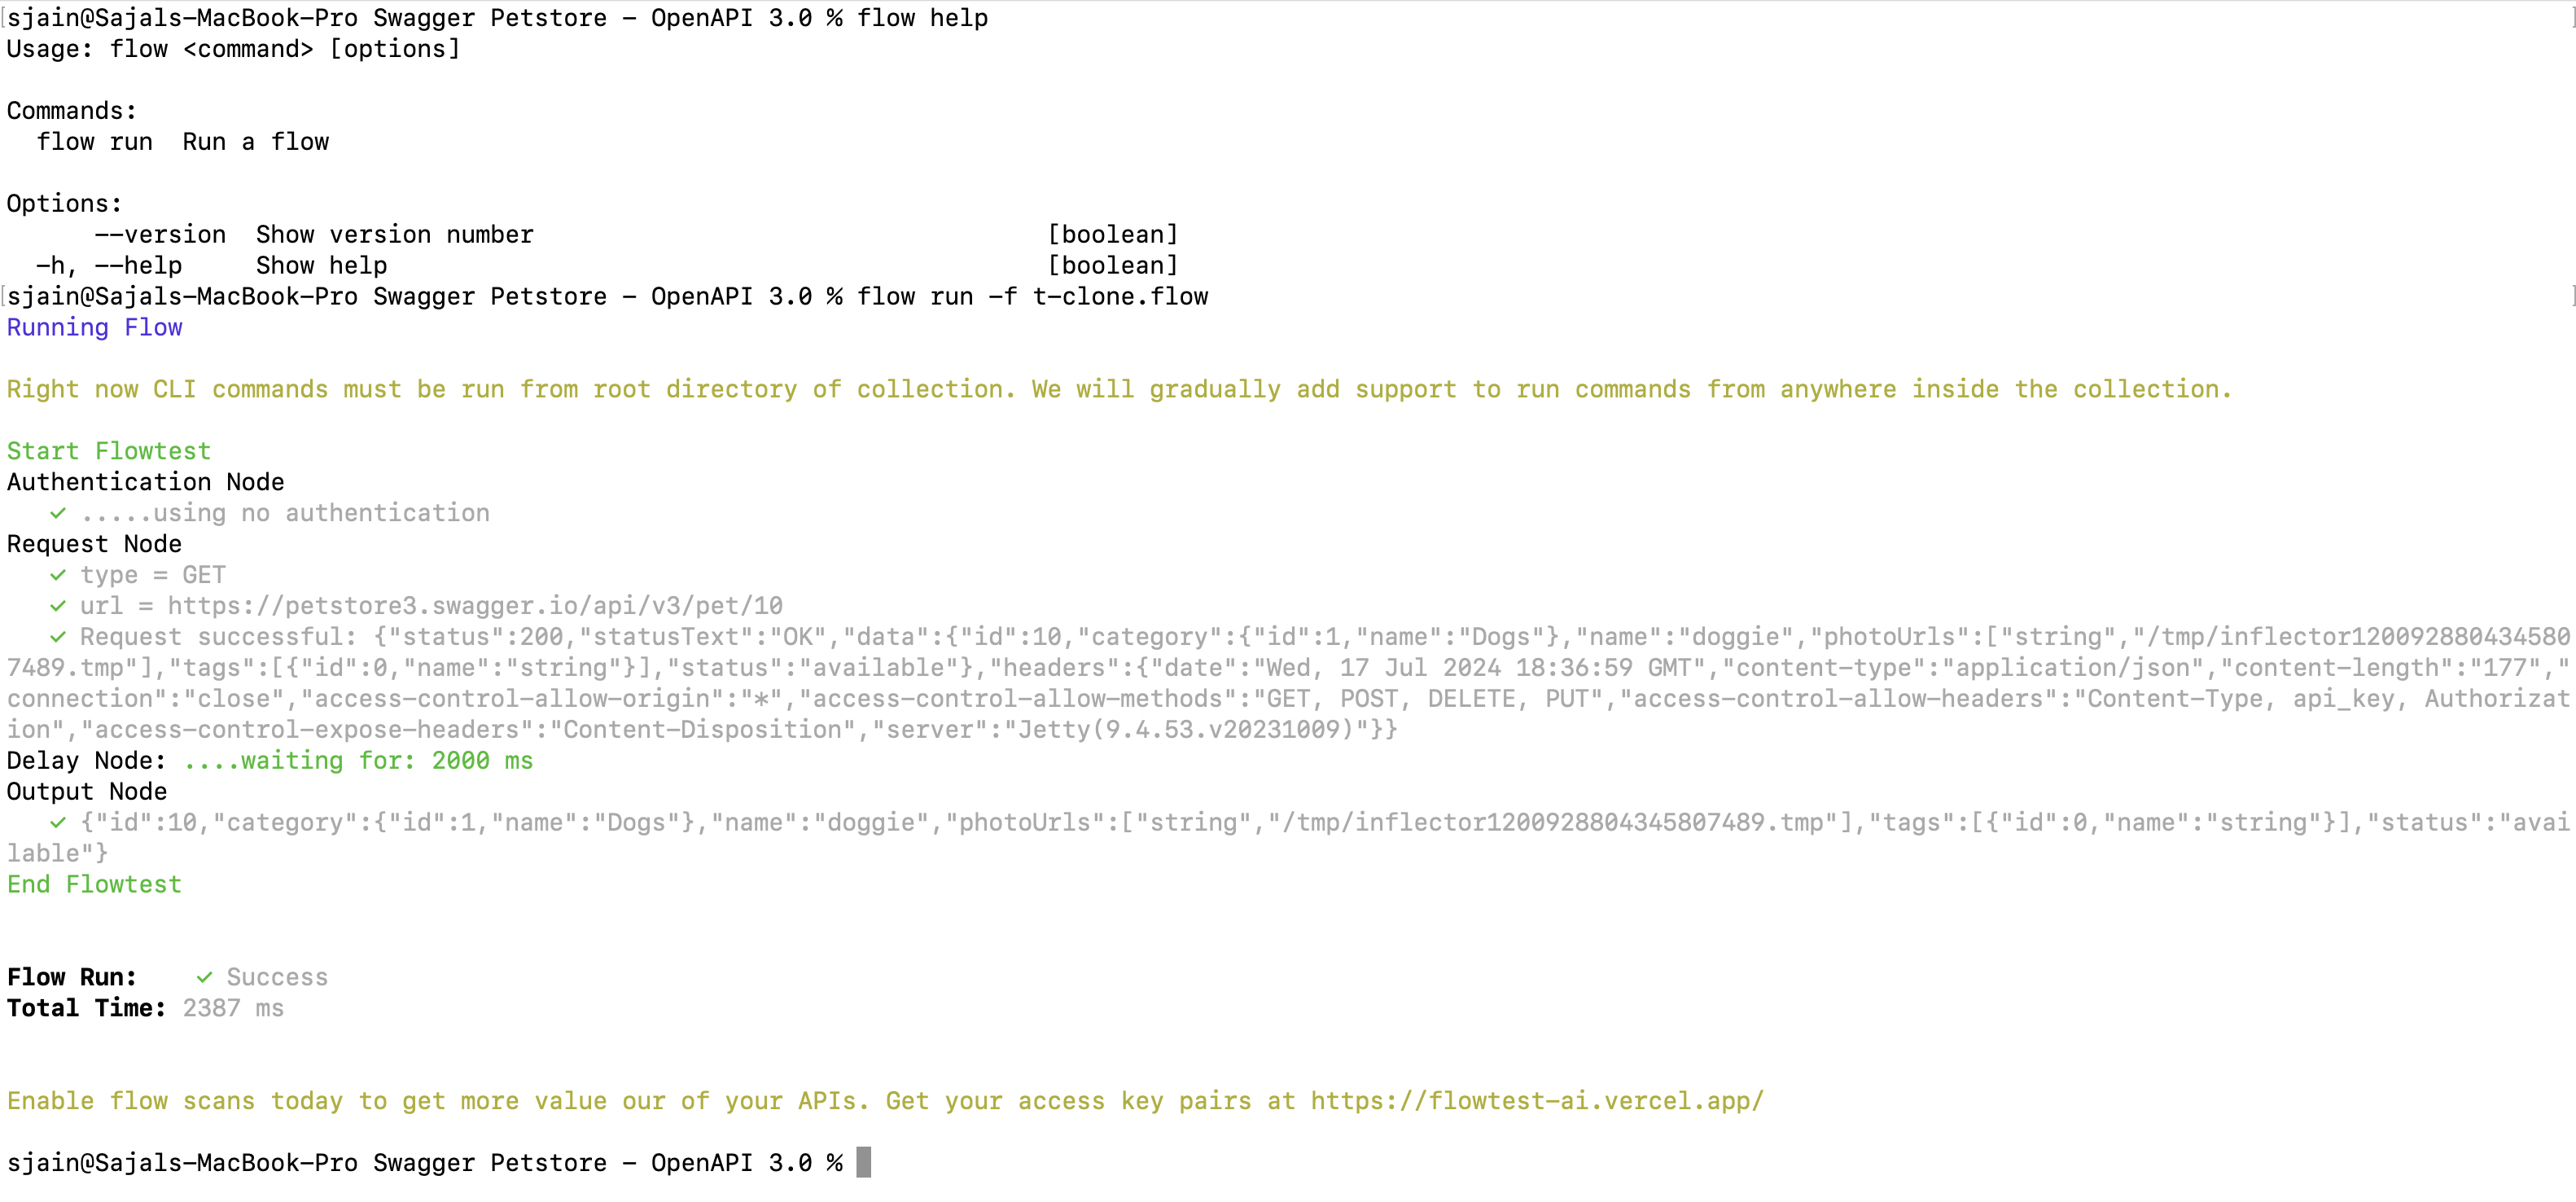 sjain@Sajals-MacBook-Pro Swagger Petstore - OpenAPI 3.0 % flow help
Usage: flow <command> [options]
Commands:
flow run  Run a flow
Options:
--version  Show version number [boolean]
-h, --help  Show help [boolean]
sjain@Sajals-MacBook-Pro Swagger Petstore - OpenAPI 3.0 % flow run -f t-clone.flow
Running Flow
Right now CLI commands must be run from root directory of collection. We will gradually add support to run commands from anywhere inside the collection.
Start Flowtest
Authentication Node
✓ .....using no authentication
Request Node
✓ type = GET
✓ url = https://petstore3.swagger.io/api/v3/pet/10
✓ Request successful: {"status":200,"statusText":"OK","data":{"id":10,"category":{"id":1,"name":"Dogs"},"name":"doggie","photoUrls":["string","/tmp/inflector120092880434580
7489.tmp"],"tags":[{"id":0,"name":"string"}],"status":"available"},"headers":{"date":"Wed, 17 Jul 2024 18:36:59 GMT","content-type":"application/json","content-length":"177","
connection":"close","access-control-allow-origin":"*","access-control-allow-methods":"GET, POST, DELETE, PUT","access-control-allow-headers":"Content-Type, api_key, Authorizat
ion","access-control-expose-headers":"Content-Disposition","server":"Jetty(9.4.53.v20231009)"}}
Delay Node: ....waiting for: 2000 ms
Output Node
✓ {"id":10,"category":{"id":1,"name":"Dogs"},"name":"doggie","photoUrls":["string","/tmp/inflector1200928804345807489.tmp"],"tags":[{"id":0,"name":"string"}],"status":"avai
lable"}
End Flowtest
Flow Run: ✓ Success
Total Time: 2387 ms
Enable flow scans today to get more value our of your APIs. Get your access key pairs at https://flowtest-ai.vercel.app/
sjain@Sajals-MacBook-Pro Swagger Petstore - OpenAPI 3.0 %